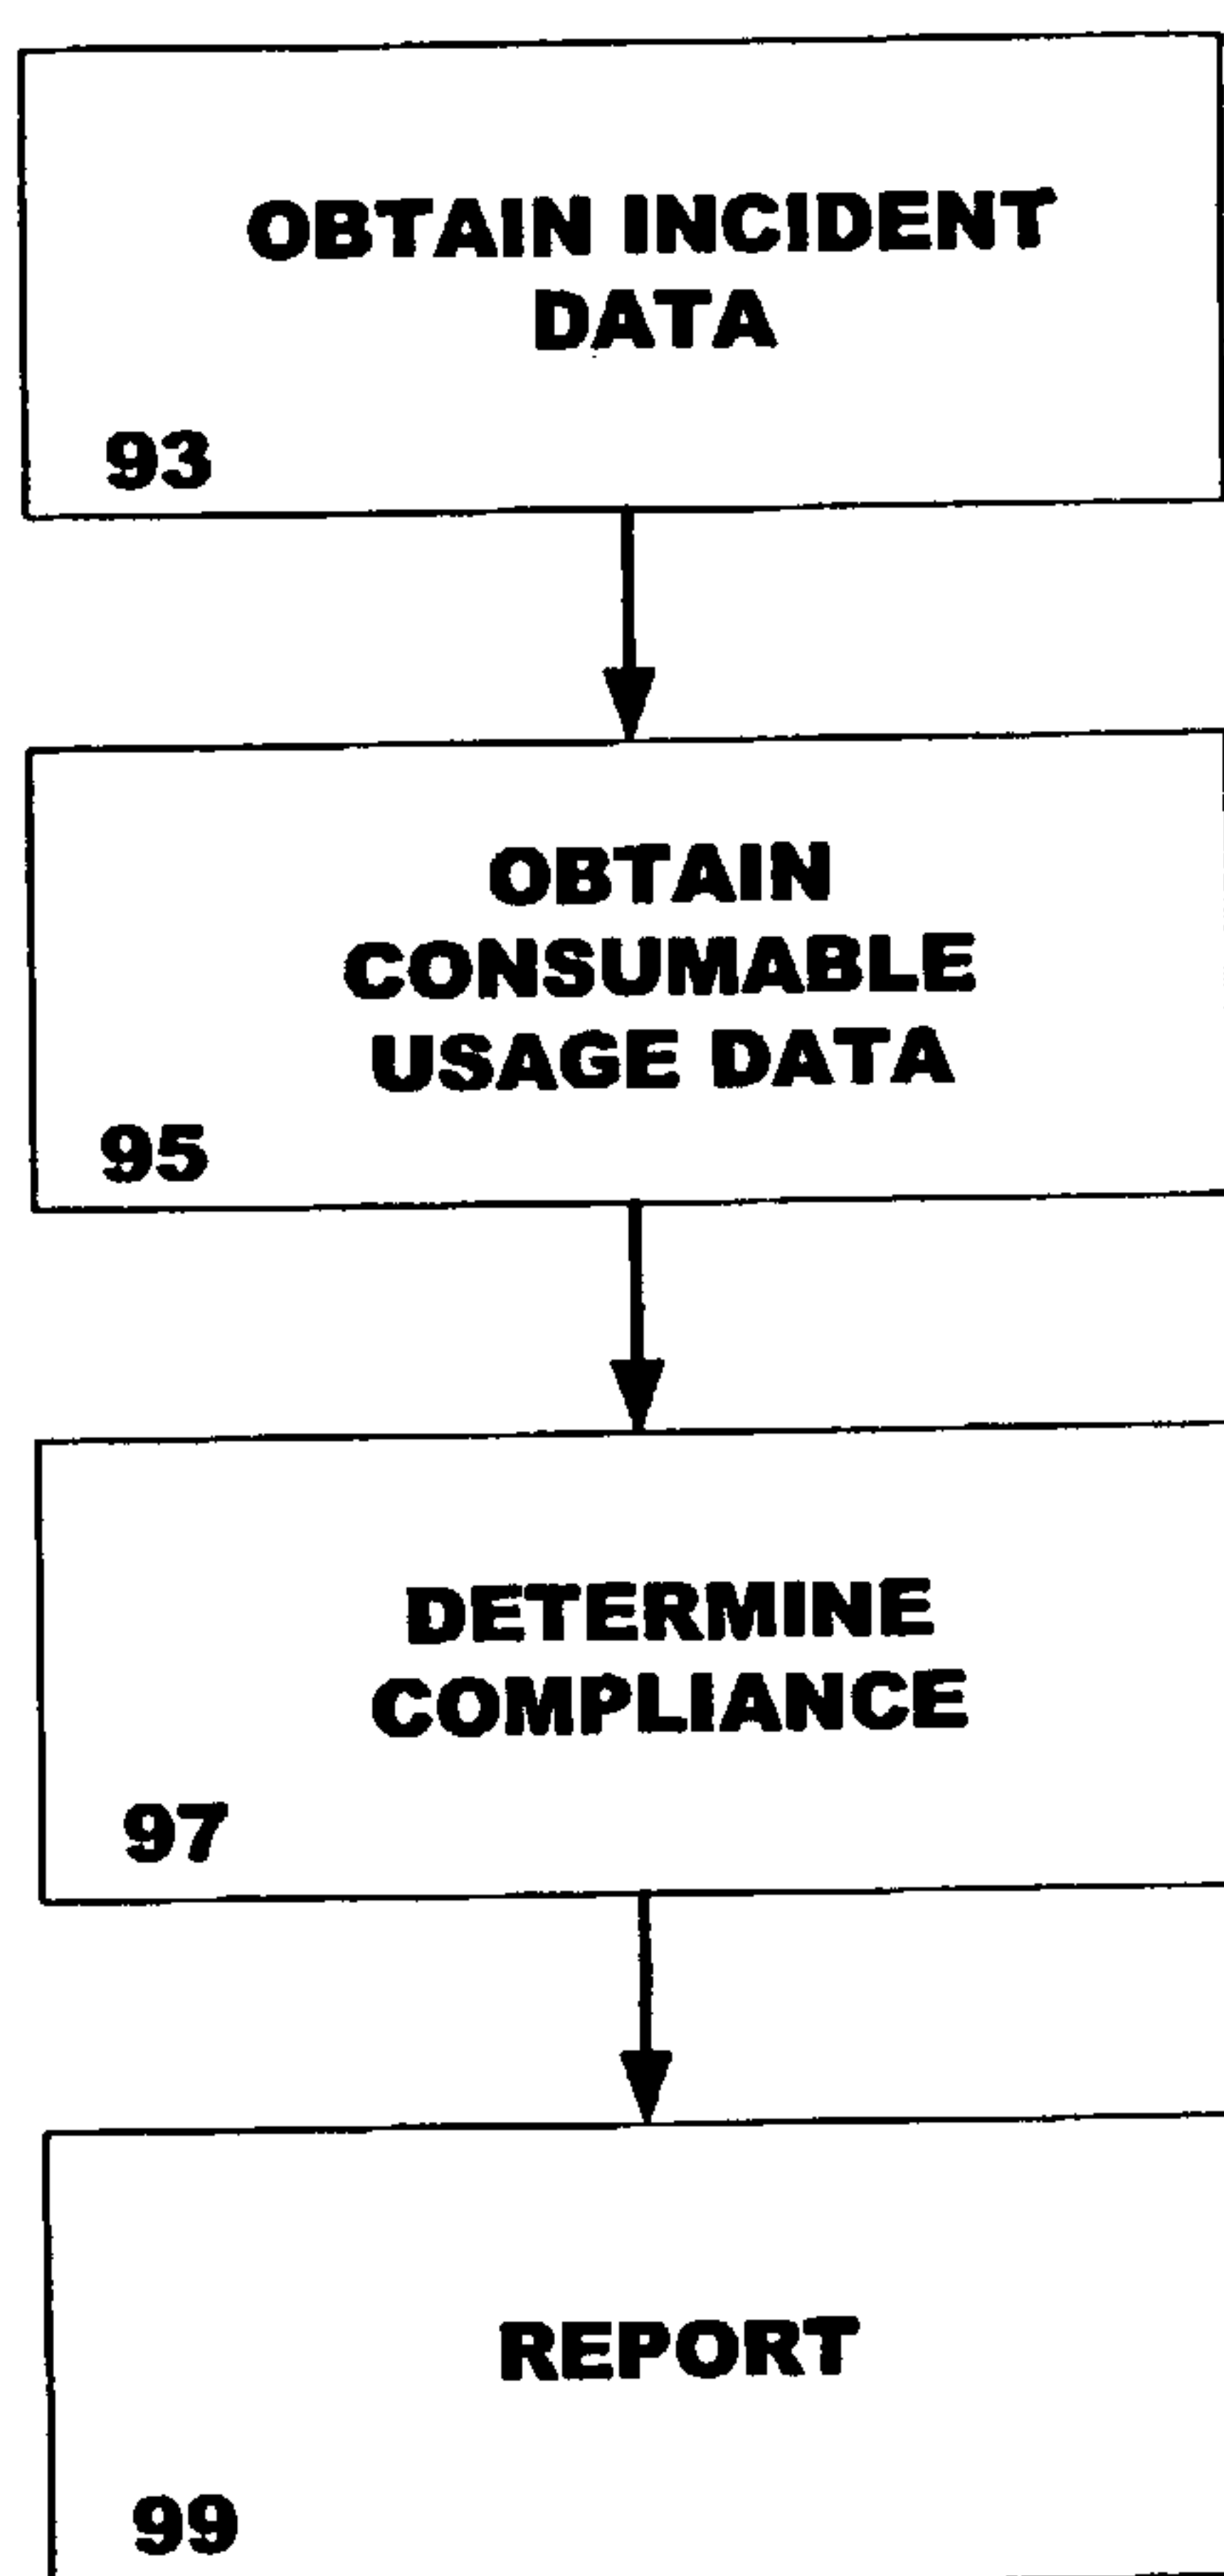 OBTAIN INCIDENT
DATA
93
OBTAIN
CONSUMABLE
USAGE DATA
95
DETERMINE
COMPLIANCE
97
REPORT
99